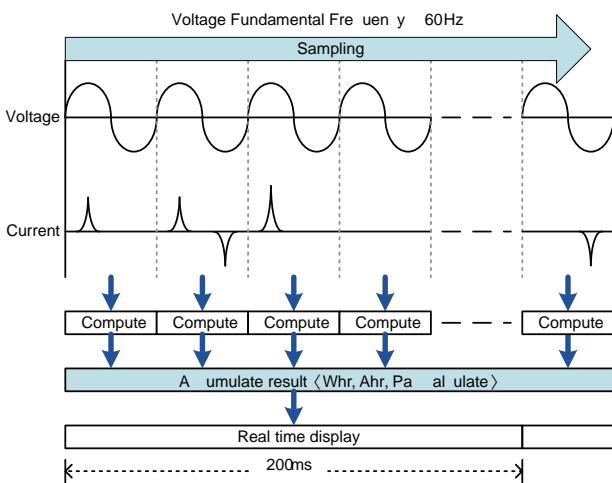 Voltage Fundamental Fre uen y 60Hz
Sampling
Voltage
Current
Compute Compute Compute Compute Compute
A umulate result〈Whr, Ahr, Pa al ulate〉
Real time display
200ms